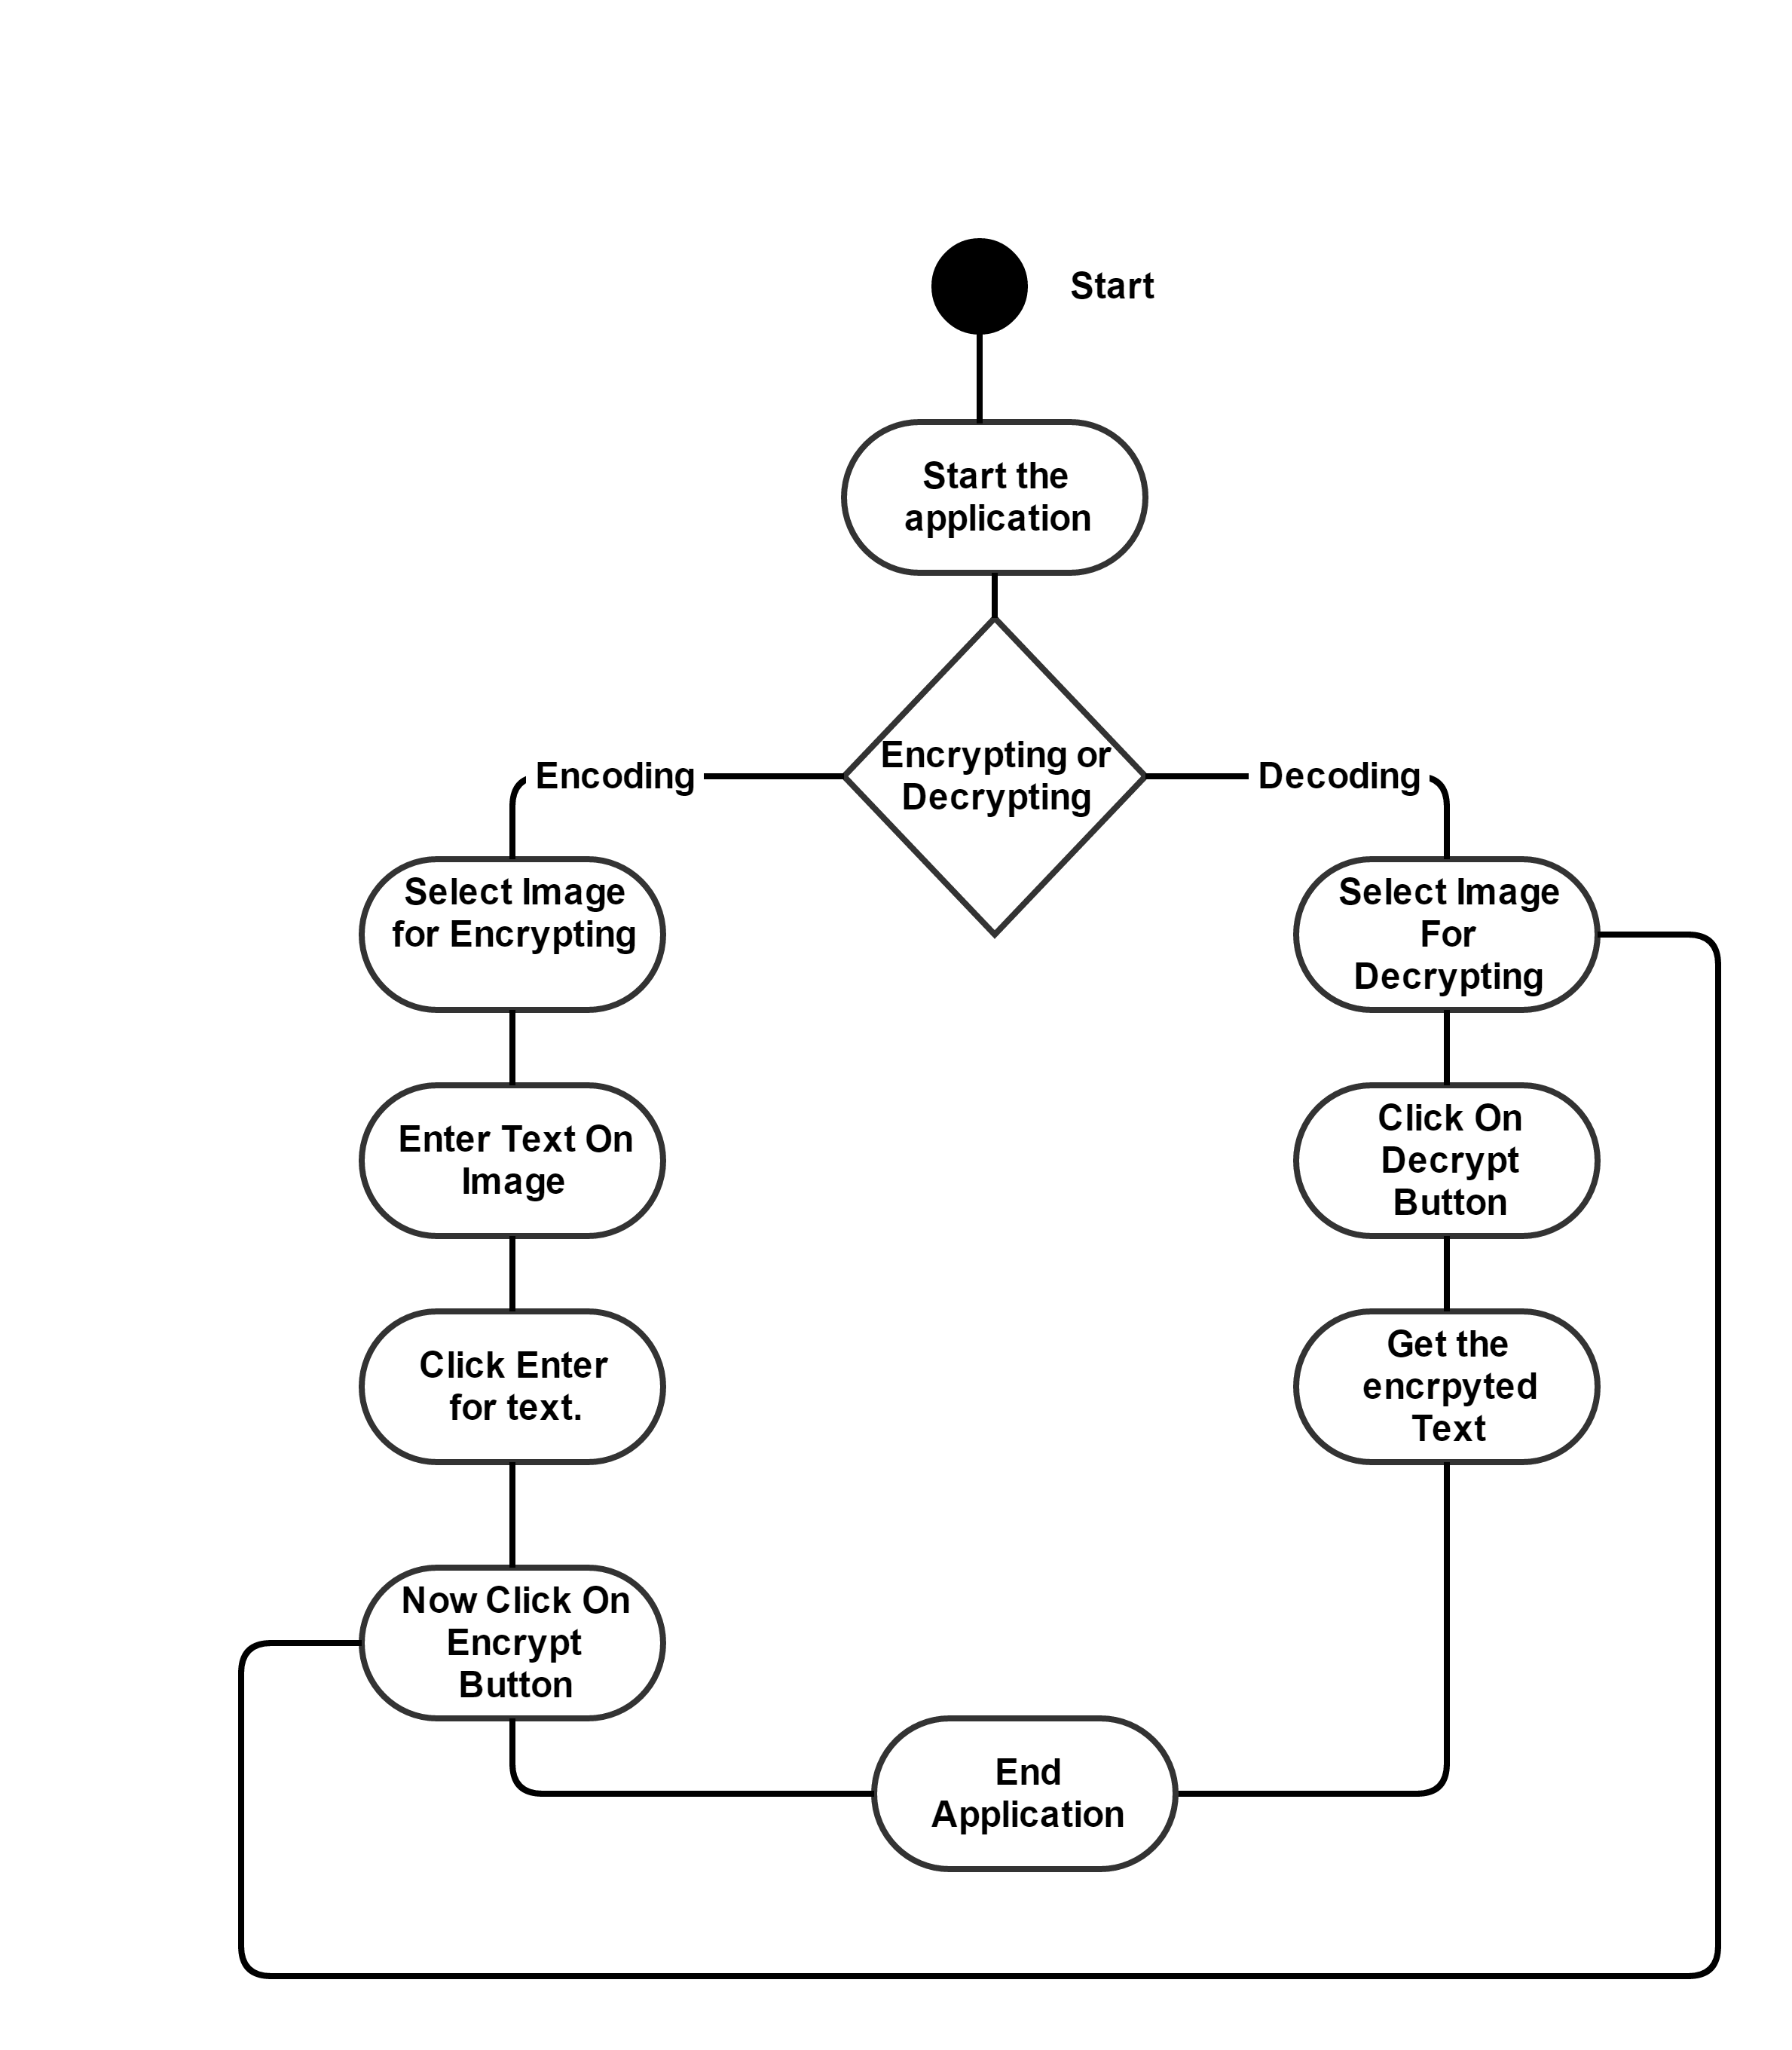 Start
Start the
application
Encrypting or
Decrypting
Encoding
Decoding
Select Image
for Encrypting
Select Image
For
Decrypting
Enter Text On
Image
Click On
Decrypt
Button
Click Enter
for text.
Get the
encrpyted
Text
Now Click On
Encrypt
Button
End
Application